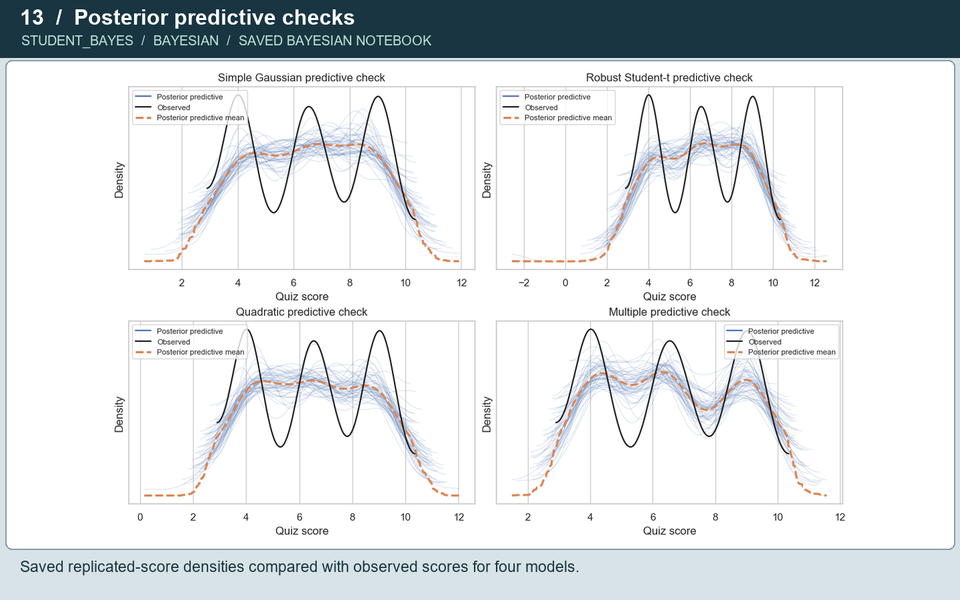 13 / Posterior predictive checks
STUDENT_BAYES / BAYESIAN / SAVED BAYESIAN NOTEBOOK
Simple Gaussian predictive check
Posterior predictive
Observed
Posterior predictive mean
Density
2 4 6 8 10 12
Quiz score
Robust Student-t predictive check
Posterior predictive
Observed
Posterior predictive mean
Density
−2 0 2 4 6 8 10 12
Quiz score
Quadratic predictive check
Posterior predictive
Observed
Posterior predictive mean
Density
0 2 4 6 8 10 12
Quiz score
Multiple predictive check
Posterior predictive
Observed
Posterior predictive mean
Density
2 4 6 8 10 12
Quiz score
Saved replicated-score densities compared with observed scores for four models.